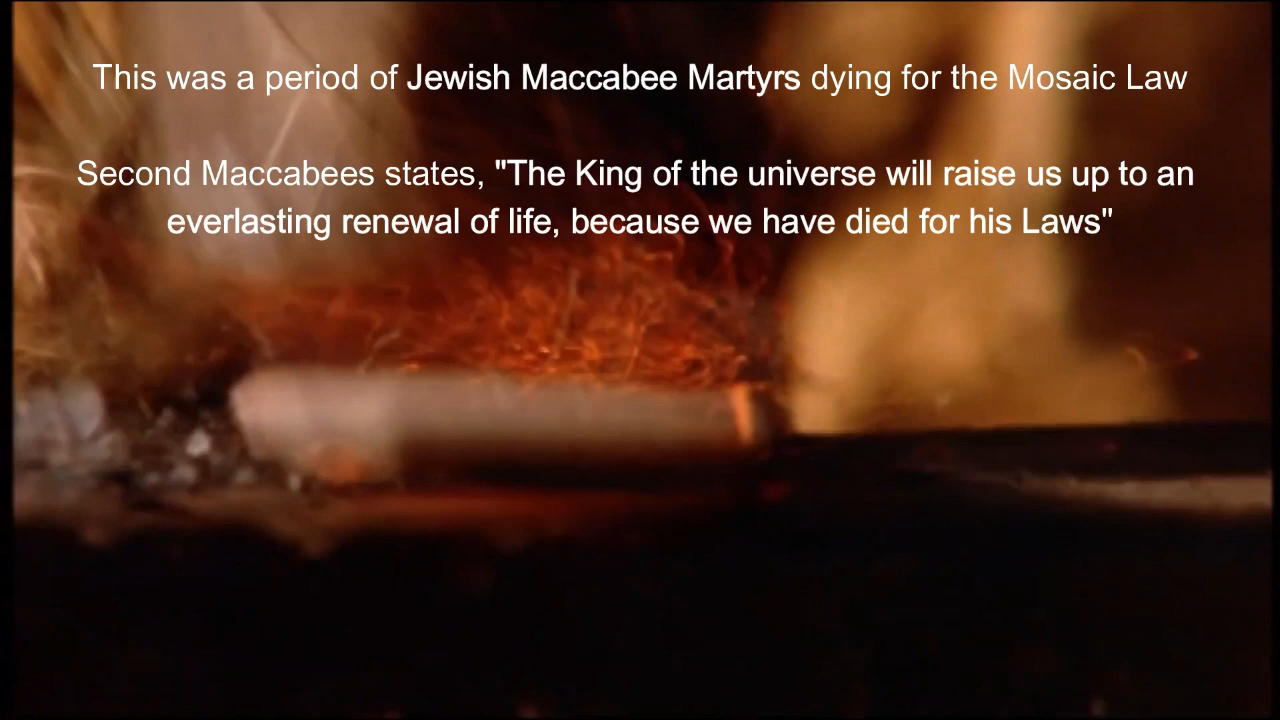 This was a period of Jewish Maccabee Martyrs dying for the Mosaic Law
Second Maccabees states, "The King of the universe will raise us up to an
everlasting renewal of life, because we have died for his Laws"